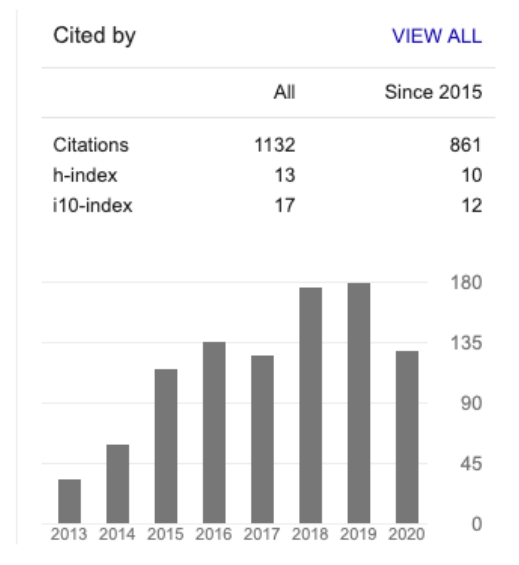 Cited by VIEW ALL
All Since 2015
Citations 1132 861
h-index 13 10
i10-index 17 12
180
135
90
45
0
2013 2014 2015 2016 2017 2018 2019 2020